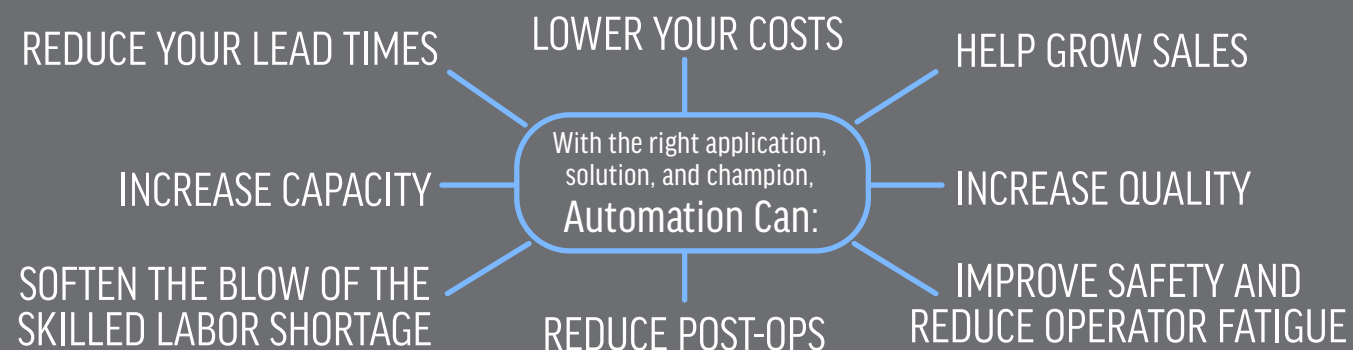 REDUCE YOUR LEAD TIMES
LOWER YOUR COSTS
HELP GROW SALES
With the right application,
solution, and champion,
Automation Can:
INCREASE CAPACITY
INCREASE QUALITY
SOFTEN THE BLOW OF THE
SKILLED LABOR SHORTAGE
REDUCE POST-OPS
IMPROVE SAFETY AND
REDUCE OPERATOR FATIGUE